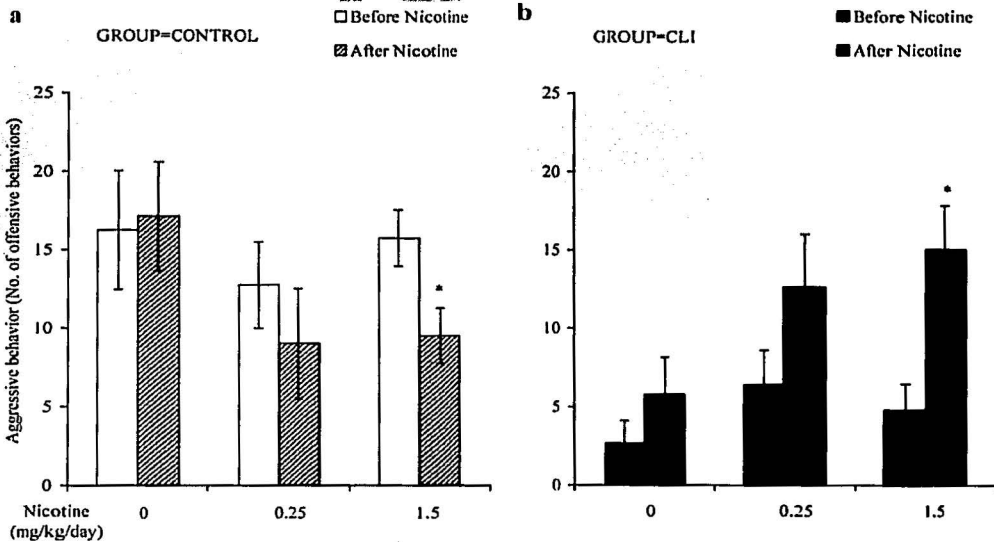 a
GROUP=CONTROL
Before Nicotine
After Nicotine
Aggressive behavior (No. of offensive behaviors)
25
20
15
10
5
0
*
Nicotine
(mg/kg/day)
0
0.25
1.5
b
GROUP=CLI
Before Nicotine
After Nicotine
25
20
15
10
5
0
*
0
0.25
1.5